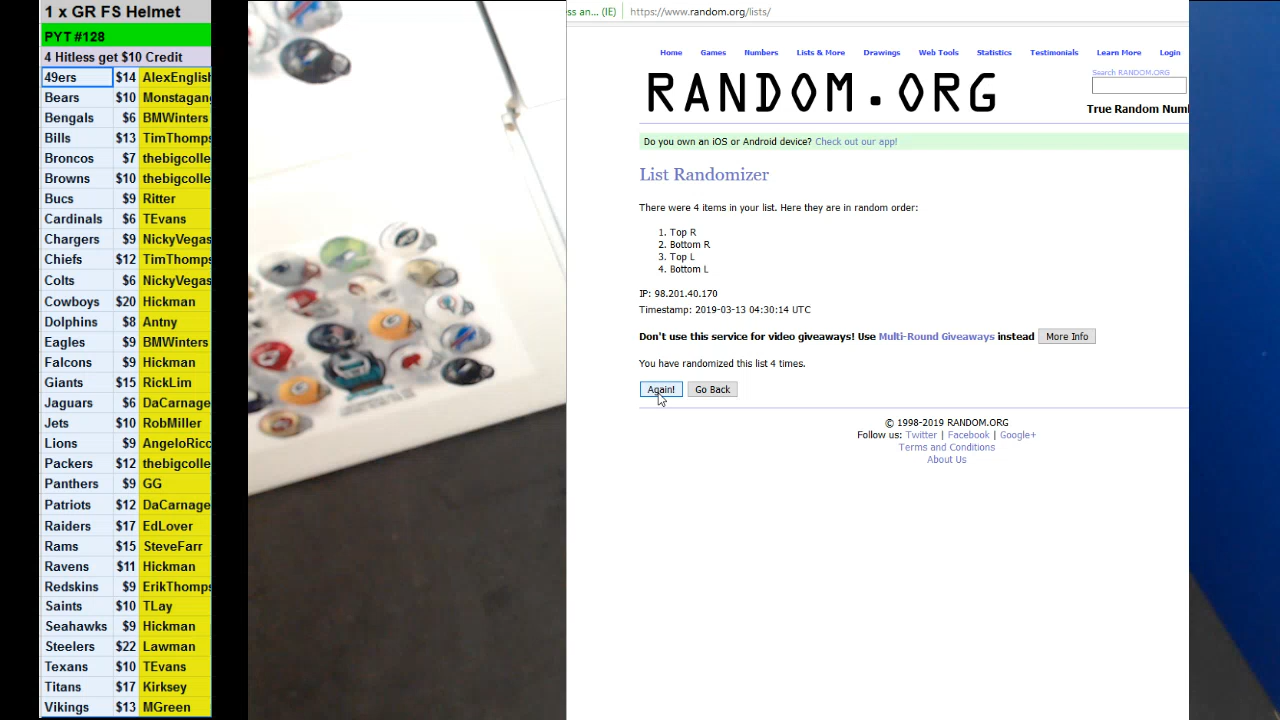 1 x GR FS Helmet
PYT #128
4 Hitless get $10 Credit
49ers $14 AlexEnglish
Bears $10 Monstagang
Bengals $6 BMWinters
Bills $13 TimThomps
Broncos $7 thebigcolle
Browns $10 thebigcolle
Bucs $9 Ritter
Cardinals $6 TEvans
Chargers $9 NickyVegas
Chiefs $12 TimThomps
Colts $6 NickyVegas
Cowboys $20 Hickman
Dolphins $8 Antny
Eagles $9 BMWinters
Falcons $9 Hickman
Giants $15 RickLim
Jaguars $6 DaCarnage
Jets $10 RobMiller
Lions $9 AngeloRicc
Packers $12 thebigcolle
Panthers $9 GG
Patriots $12 DaCarnage
Raiders $17 EdLover
Rams $15 SteveFarr
Ravens $11 Hickman
Redskins $9 ErikThomps
Saints $10 TLay
Seahawks $9 Hickman
Steelers $22 Lawman
Texans $10 TEvans
Titans $17 Kirksey
Vikings $13 MGreen
ess an... (IE) https://www.random.org/lists/
Home Games Numbers Lists & More Drawings Web Tools Statistics Testimonials Learn More Login
Search RANDOM.ORG
RANDOM.ORG
True Random Num
Do you own an iOS or Android device? Check out our app!
List Randomizer
There were 4 items in your list. Here they are in random order:
1. Top R
2. Bottom R
3. Top L
4. Bottom L
IP: 98.201.40.170
Timestamp: 2019-03-13 04:30:14 UTC
Don't use this service for video giveaways! Use Multi-Round Giveaways instead More Info
You have randomized this list 4 times.
Again! Go Back
© 1998-2019 RANDOM.ORG
Follow us: Twitter | Facebook | Google+
Terms and Conditions
About Us